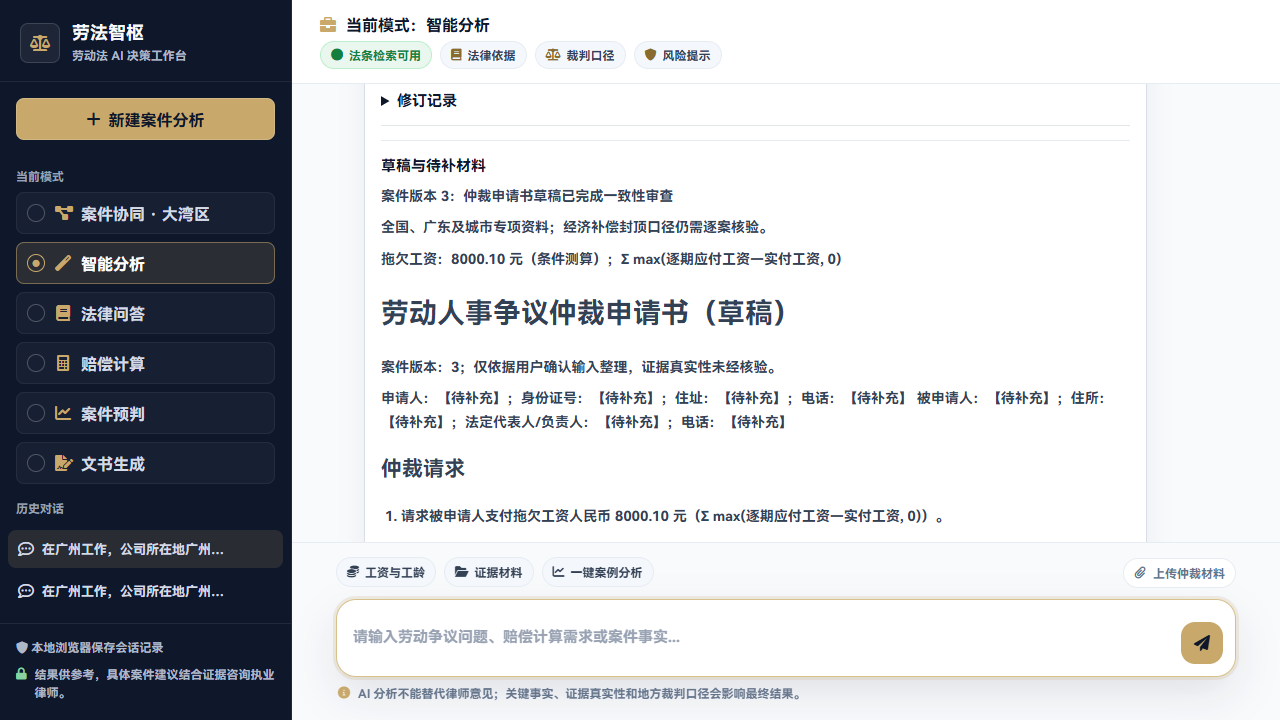 劳法智枢
劳动法 AI 决策工作台
新建案件分析
当前模式
案件协同 · 大湾区
智能分析
法律问答
赔偿计算
案件预判
文书生成
历史对话
在广州工作，公司所在地广州...
在广州工作，公司所在地广州...
本地浏览器保存会话记录
结果供参考，具体案件建议结合证据咨询执业
律师。
当前模式：智能分析
法条检索可用
法律依据
裁判口径
风险提示
修订记录
草稿与待补材料
案件版本 3：仲裁申请书草稿已完成一致性审查
全国、广东及城市专项资料；经济补偿封顶口径仍需逐案核验。
拖欠工资：8000.10 元（条件测算）；Σ max(逐期应付工资－实付工资, 0)
劳动人事争议仲裁申请书（草稿）
案件版本：3；仅依据用户确认输入整理，证据真实性未经核验。
申请人：【待补充】；身份证号：【待补充】；住址：【待补充】；电话：【待补充】 被申请人：【待补充】；住所：
【待补充】；法定代表人/负责人：【待补充】；电话：【待补充】
仲裁请求
1. 请求被申请人支付拖欠工资人民币 8000.10 元（Σ max(逐期应付工资－实付工资, 0)）。
工资与工龄
证据材料
一键案例分析
上传仲裁材料
请输入劳动争议问题、赔偿计算需求或案件事实...
AI 分析不能替代律师意见；关键事实、证据真实性和地方裁判口径会影响最终结果。